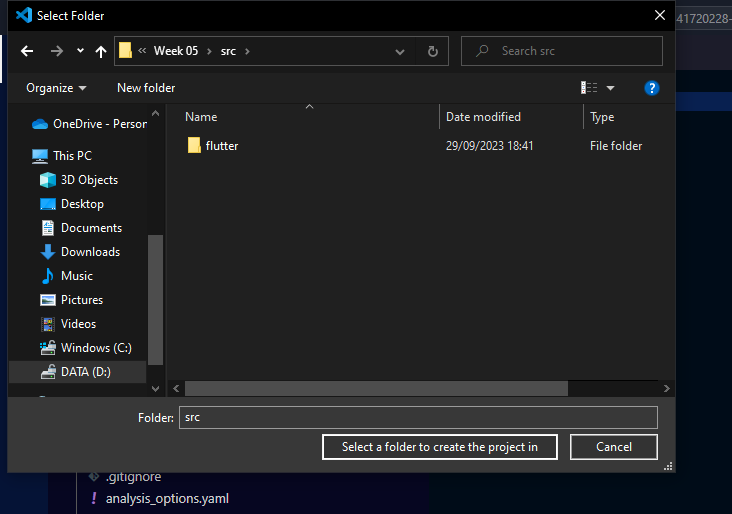 Select Folder
41720228-
Week 05
src
Search src
Organize
New folder
Name
Date modified
Type
OneDrive - Person
flutter
29/09/2023 18:41
File folder
This PC
3D Objects
Desktop
Documents
Downloads
Music
Pictures
Videos
Windows (C:)
DATA (D:)
Folder:
src
Select a folder to create the project in
Cancel
.gitignore
! analysis_options.yaml